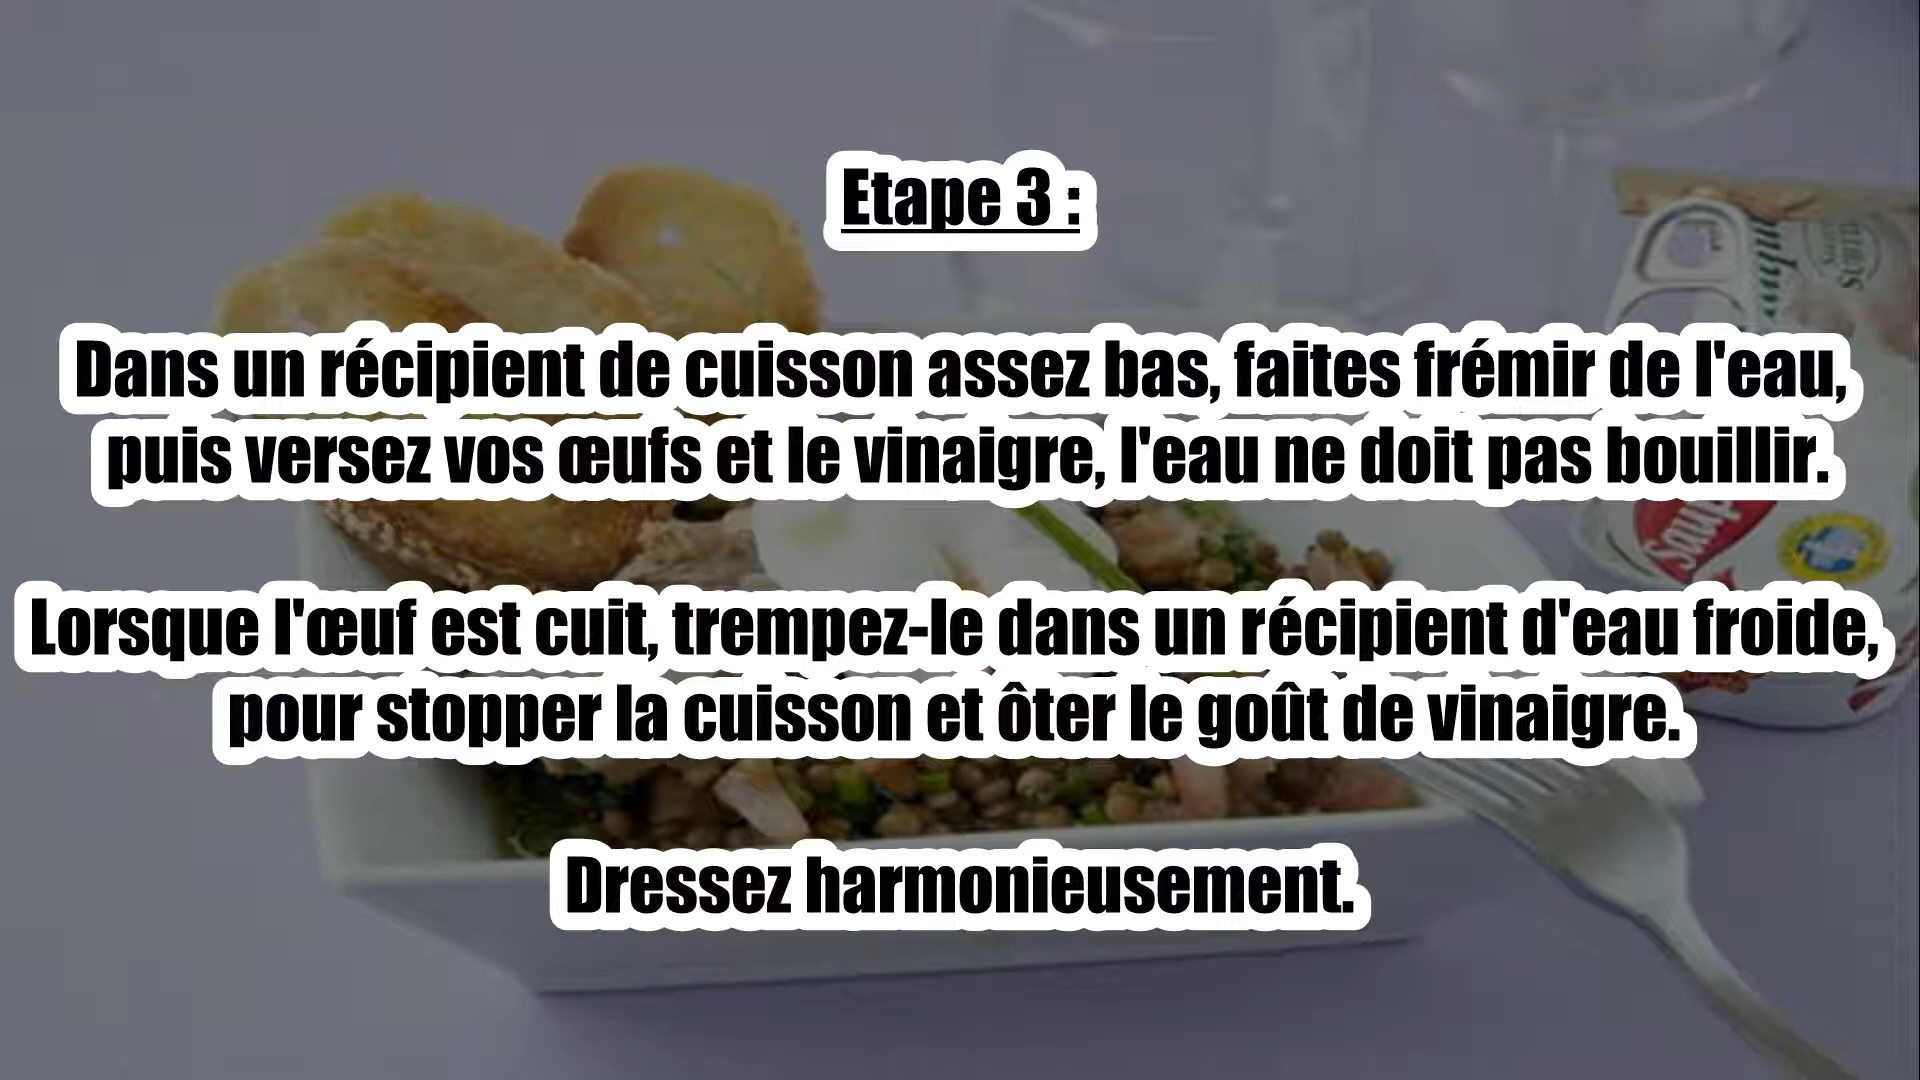 Etape 3 :
Dans un récipient de cuisson assez bas, faites frémir de l'eau,
puis versez vos œufs et le vinaigre, l'eau ne doit pas bouillir.
Lorsque l'œuf est cuit, trempez-le dans un récipient d'eau froide,
pour stopper la cuisson et ôter le goût de vinaigre.
Dressez harmonieusement.